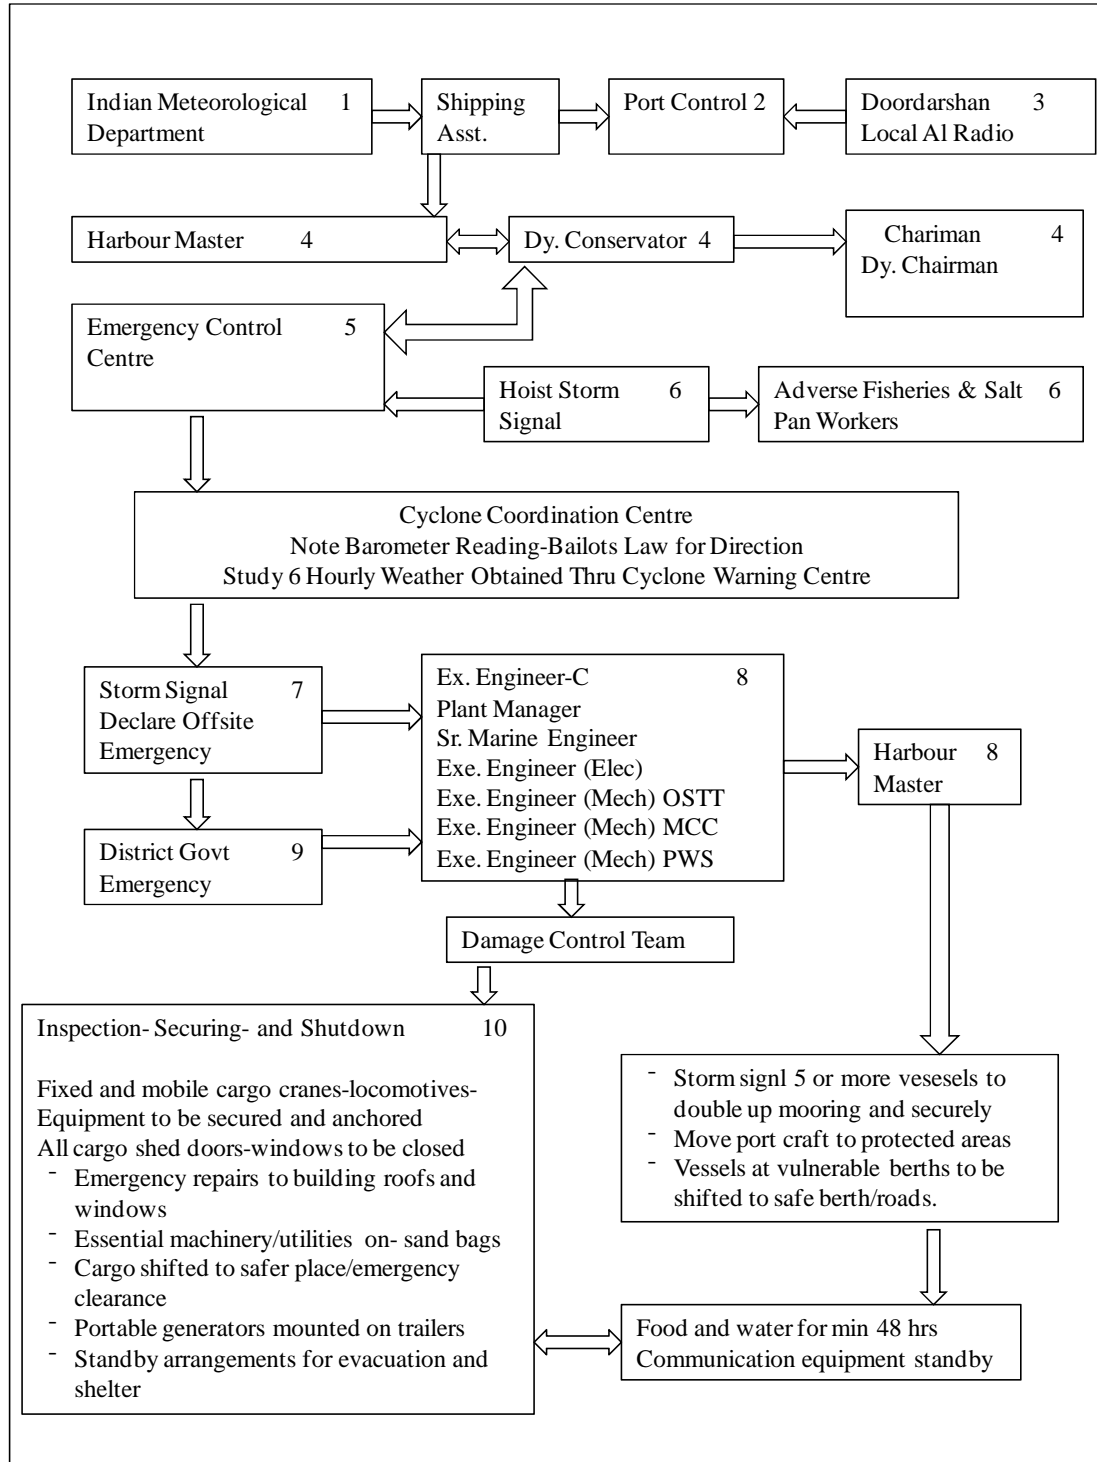 Indian Meteorological 1
Department
Shipping
Asst.
Port Control 2
Doordarshan 3
Local Al Radio
Harbour Master 4
Dy. Conservator 4
Chariman 4
Dy. Chairman
Emergency Control 5
Centre
Hoist Storm 6
Signal
Adverse Fisheries & Salt 6
Pan Workers
Cyclone Coordination Centre
Note Barometer Reading-Bailots Law for Direction
Study 6 Hourly Weather Obtained Thru Cyclone Warning Centre
Storm Signal 7
Declare Offsite
Emergency
Ex. Engineer-C 8
Plant Manager
Sr. Marine Engineer
Exe. Engineer (Elec)
Exe. Engineer (Mech) OSTT
Exe. Engineer (Mech) MCC
Exe. Engineer (Mech) PWS
Harbour 8
Master
District Govt 9
Emergency
Damage Control Team
Inspection- Securing- and Shutdown 10
Fixed and mobile cargo cranes-locomotives-
Equipment to be secured and anchored
All cargo shed doors-windows to be closed
- Emergency repairs to building roofs and
windows
- Essential machinery/utilities on- sand bags
- Cargo shifted to safer place/emergency
clearance
- Portable generators mounted on trailers
- Standby arrangements for evacuation and
shelter
- Storm signl 5 or more vesesels to
double up mooring and securely
- Move port craft to protected areas
- Vessels at vulnerable berths to be
shifted to safe berth/roads.
Food and water for min 48 hrs
Communication equipment standby